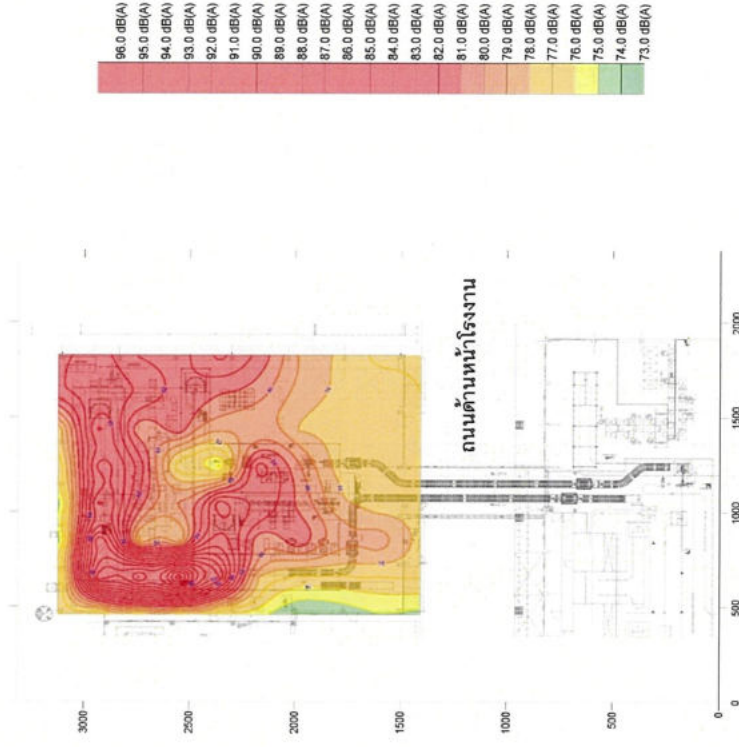 96.0 dB(A)
95.0 dB(A)
94.0 dB(A)
93.0 dB(A)
92.0 dB(A)
91.0 dB(A)
90.0 dB(A)
89.0 dB(A)
88.0 dB(A)
87.0 dB(A)
86.0 dB(A)
85.0 dB(A)
84.0 dB(A)
83.0 dB(A)
82.0 dB(A)
81.0 dB(A)
80.0 dB(A)
79.0 dB(A)
78.0 dB(A)
77.0 dB(A)
76.0 dB(A)
75.0 dB(A)
74.0 dB(A)
73.0 dB(A)
3000
2500
2000
1500
1000
500
0
ถนนด้านหน้าโรงงาน
0
500
1000
1500
2000